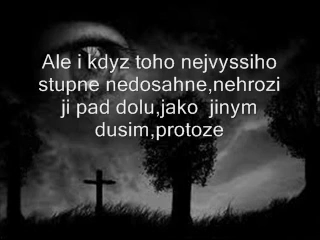 Ale i kdyz toho nejvyssiho
stupne nedosahne,nehrozi
ji pad dolu,jako  jinym
dusim,protoze